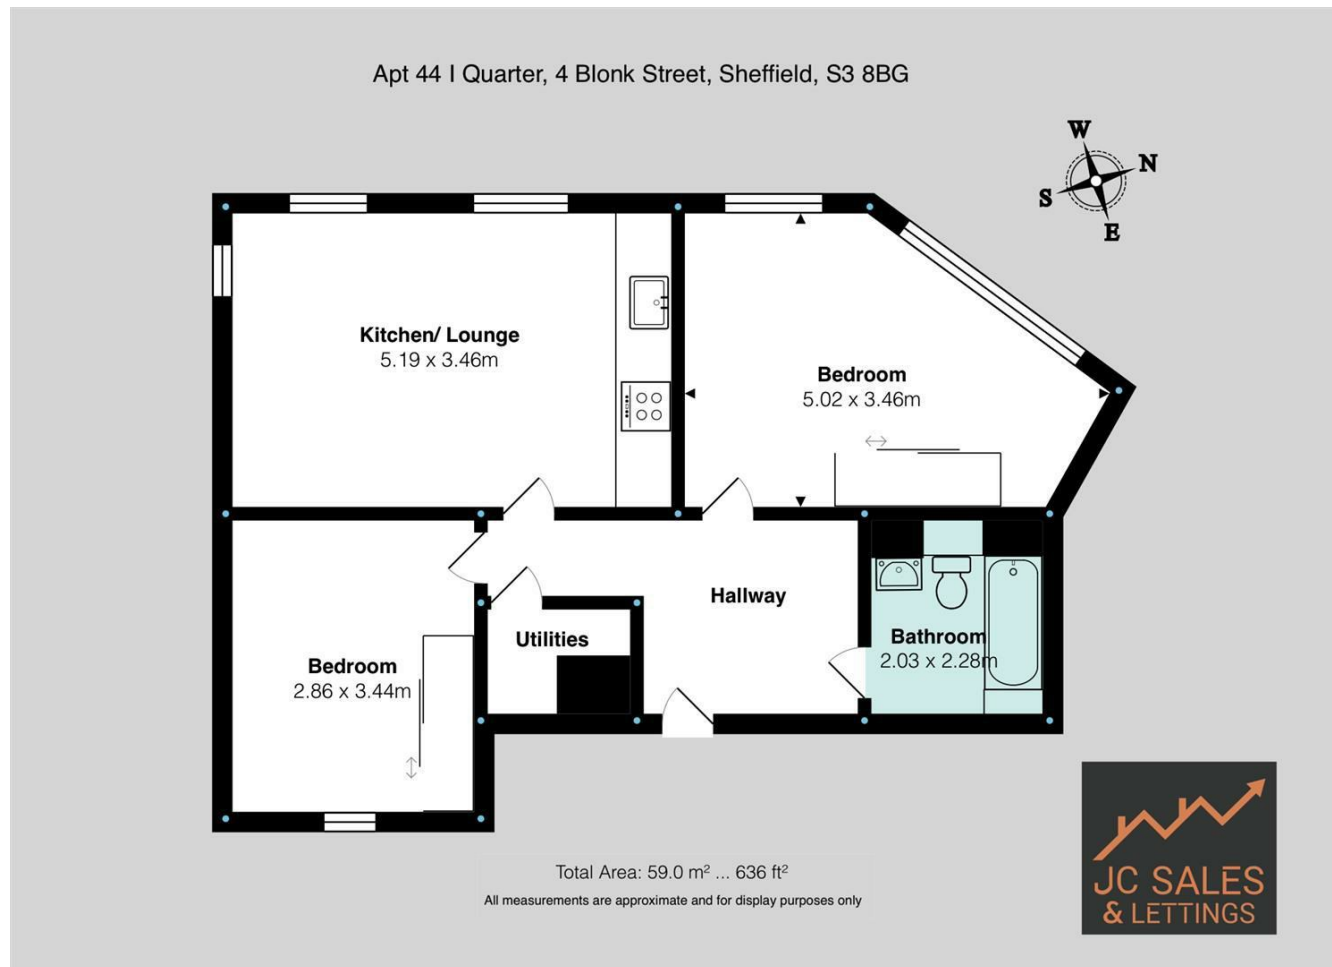 Apt 44 I Quarter, 4 Blonk Street, Sheffield, S3 8BG
W
N
S
E
Kitchen/ Lounge
5.19 x 3.46m
Bedroom
5.02 x 3.46m
Hallway
Utilities
Bathroom
2.03 x 2.28m
Bedroom
2.86 x 3.44m
Total Area: 59.0 m² ... 636 ft²
All measurements are approximate and for display purposes only
JC SALES
& LETTINGS